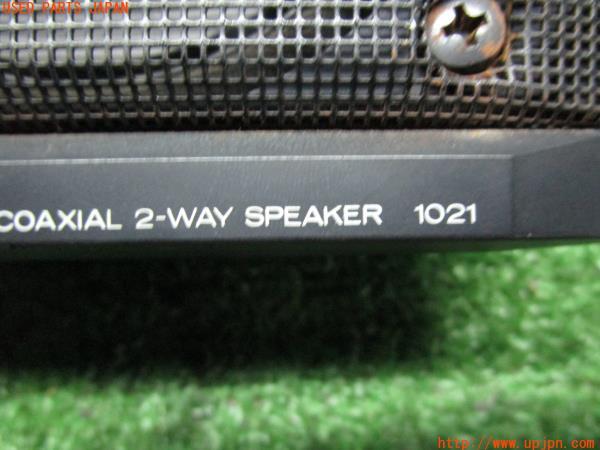 USED PARTS JAPAN
COAXIAL 2-WAY SPEAKER 1021
http://www.upjpn.com